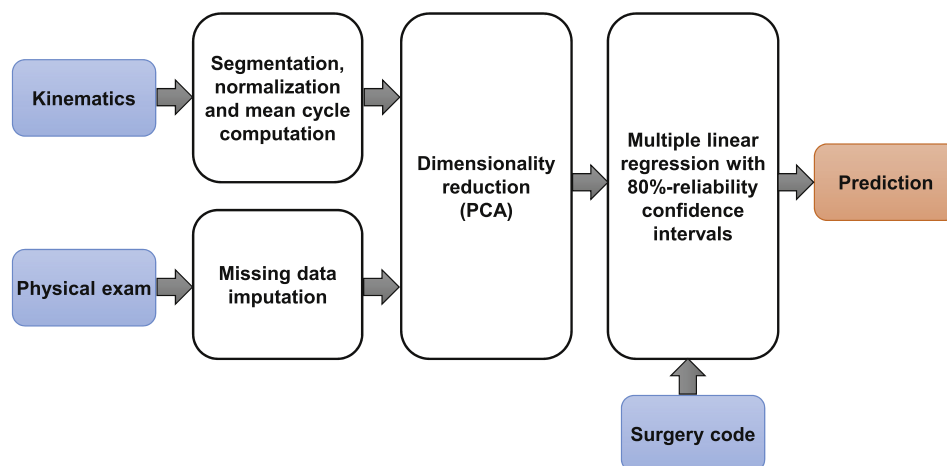 Kinematics
Segmentation,
normalization
and mean cycle
computation
Physical exam
Missing data
imputation
Dimensionality
reduction
(PCA)
Multiple linear
regression with
80%-reliability
confidence
intervals
Prediction
Surgery code